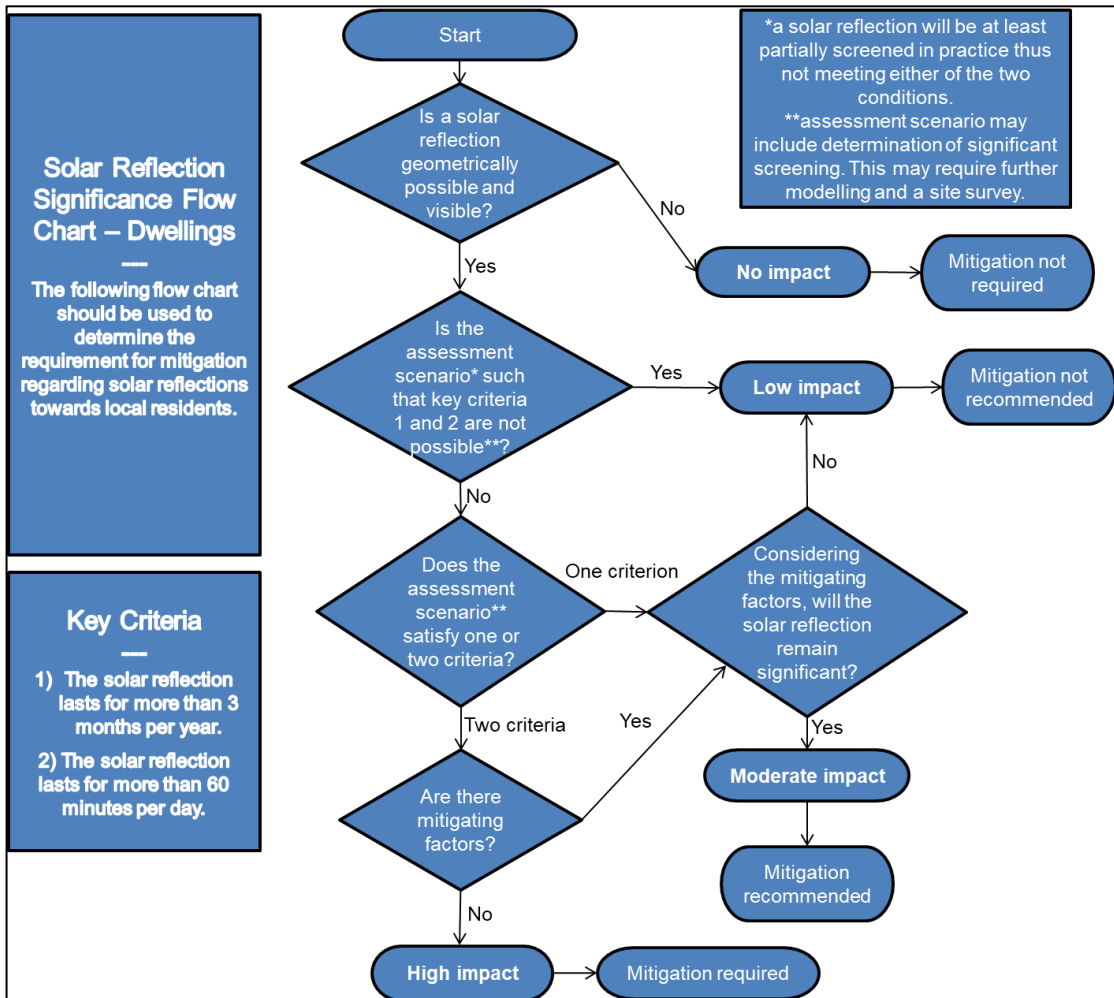 Solar Reflection
Significance Flow
Chart – Dwellings
---
The following flow chart
should be used to
determine the
requirement for mitigation
regarding solar reflections
towards local residents.
Key Criteria
---
1) The solar reflection
lasts for more than 3
months per year.
2) The solar reflection
lasts for more than 60
minutes per day.
Start
*a solar reflection will be at least
partially screened in practice thus
not meeting either of the two
conditions.
**assessment scenario may
include determination of significant
screening. This may require further
modelling and a site survey.
Is a solar
reflection
geometrically
possible and
visible?
No
No impact
Mitigation not
required
Yes
Is the
assessment
scenario* such
that key criteria
1 and 2 are not
possible**?
Yes
Low impact
Mitigation not
recommended
No
No
Does the
assessment
scenario**
satisfy one or
two criteria?
One criterion
Considering
the mitigating
factors, will the
solar reflection
remain
significant?
Two criteria
Yes
Yes
Are there
mitigating
factors?
Moderate impact
Mitigation
recommended
No
High impact
Mitigation required